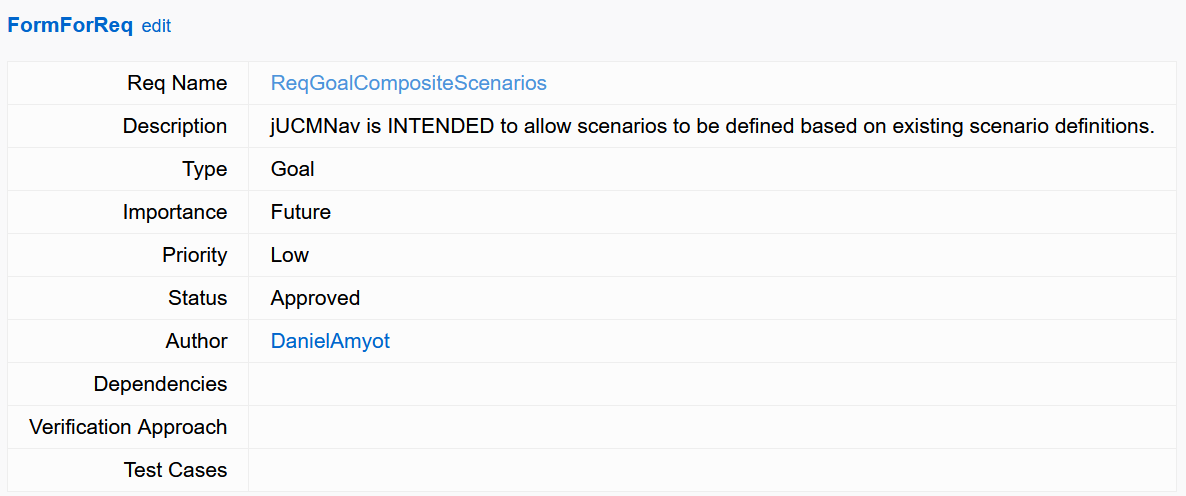 FormForReq edit
Req Name ReqGoalCompositeScenarios
Description jUCMNav is INTENDED to allow scenarios to be defined based on existing scenario definitions.
Type Goal
Importance Future
Priority Low
Status Approved
Author DanielAmyot
Dependencies
Verification Approach
Test Cases